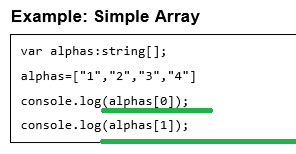 Example: Simple Array
var alphas:string[];
alphas=["1","2","3","4"]
console.log(alphas[0]);
console.log(alphas[1]);